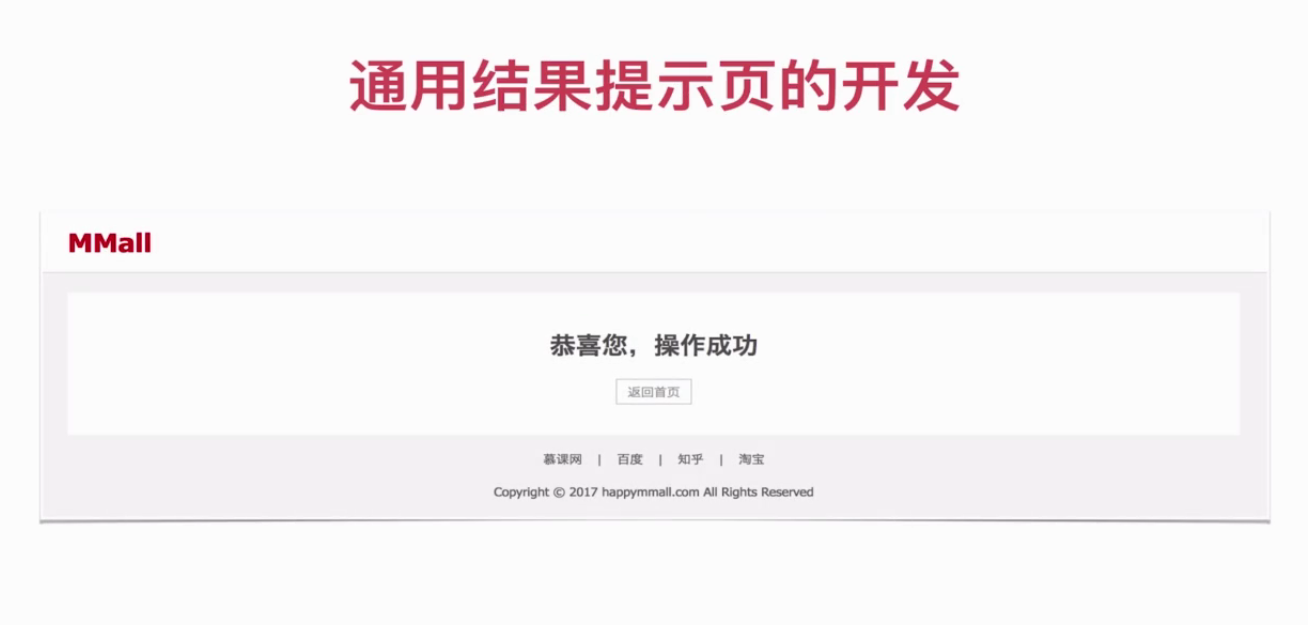 通用结果提示页的开发
MMall
恭喜您，操作成功
返回首页
慕课网 | 百度 | 知乎 | 淘宝
Copyright © 2017 happymmall.com All Rights Reserved